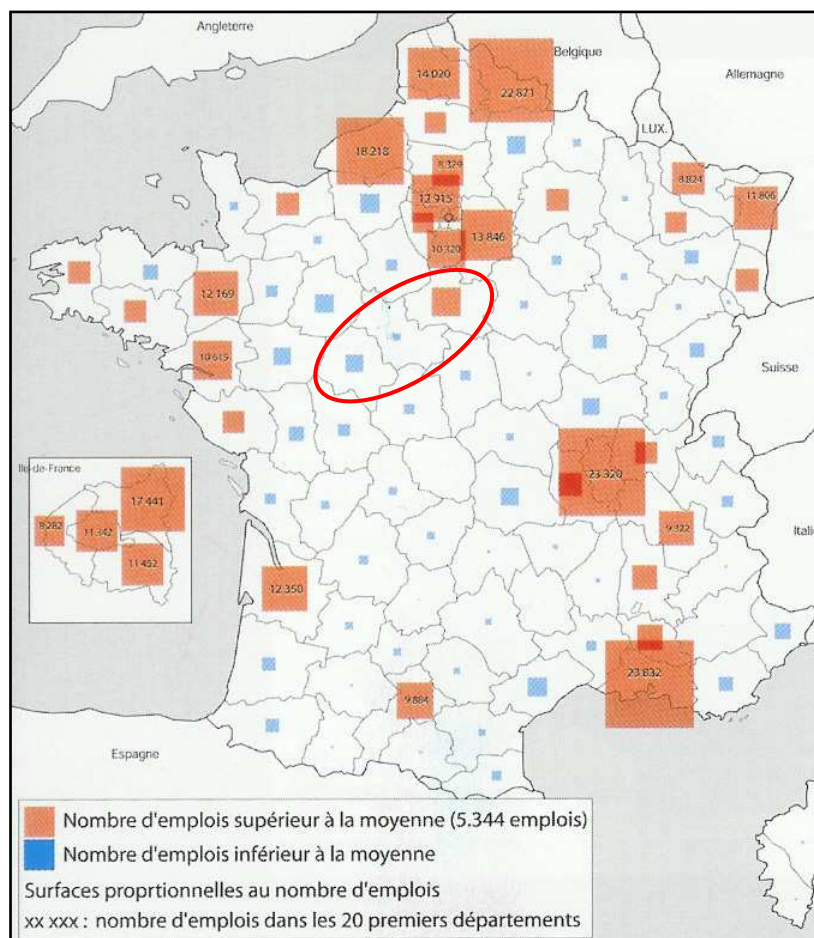 Angleterre
Belgique
Allemagne
LUX.
14 020
22 821
18 218
8 329
12 915
13 846
10 320
8 824
11 806
12 169
10 615
Suisse
Ile-de-France
17 441
8 282
11 342
11 452
23 320
9 322
Itali
12 350
23 832
9 884
Espagne
Nombre d'emplois supérieur à la moyenne (5.344 emplois)
Nombre d'emplois inférieur à la moyenne
Surfaces proprtionnelles au nombre d'emplois
xx xxx : nombre d'emplois dans les 20 premiers départements